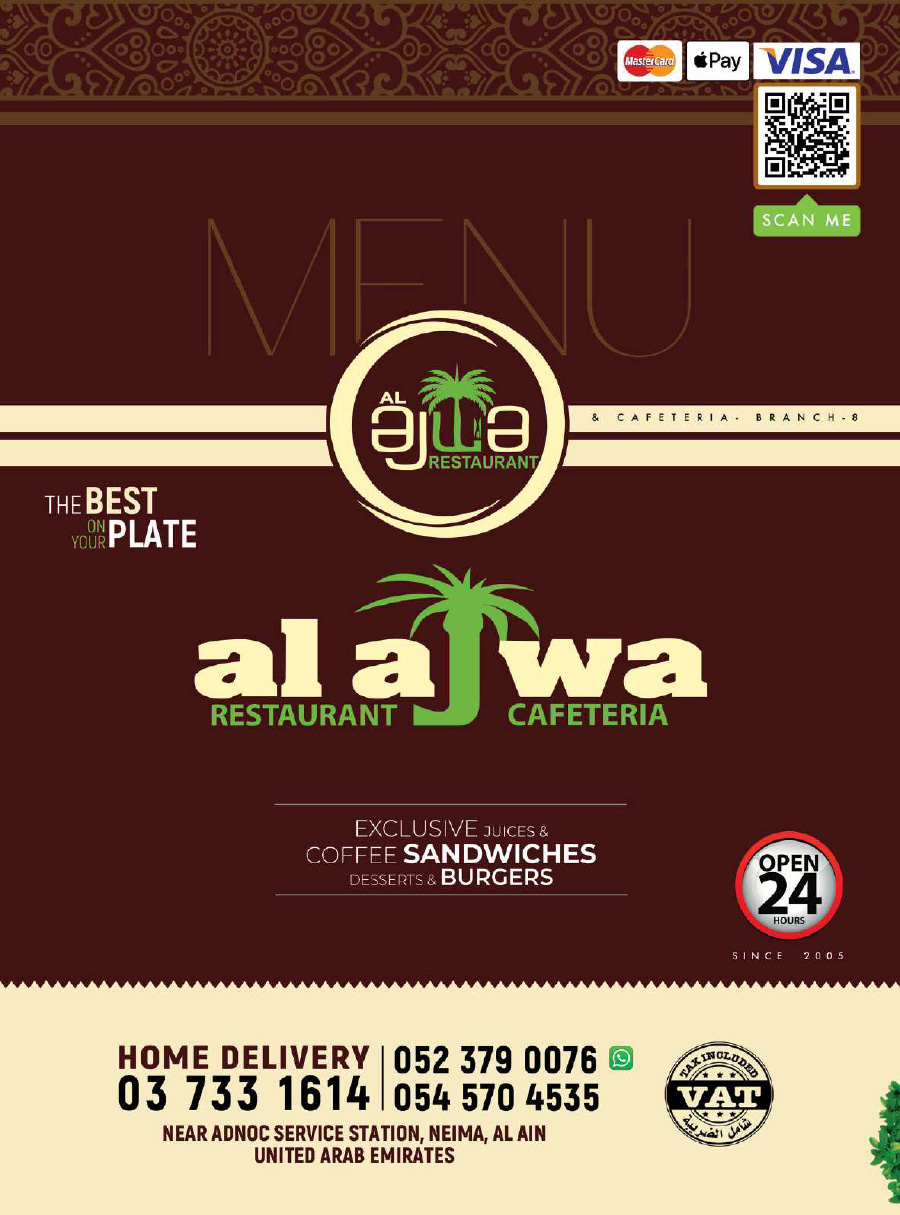 MasterCard
Pay
VISA
SCAN ME
MENU
AL
ajwa
RESTAURANT
& CAFETERIA- BRANCH-8
THE BEST
ON
YOUR PLATE
al ajwa
RESTAURANT CAFETERIA
EXCLUSIVE JUICES &
COFFEE SANDWICHES
DESSERTS & BURGERS
OPEN
24
HOURS
SINCE 2005
HOME DELIVERY
03 733 1614
052 379 0076
054 570 4535
NEAR ADNOC SERVICE STATION, NEIMA, AL AIN
UNITED ARAB EMIRATES
TAX INCLUDED
VAT
شامل الضريبة